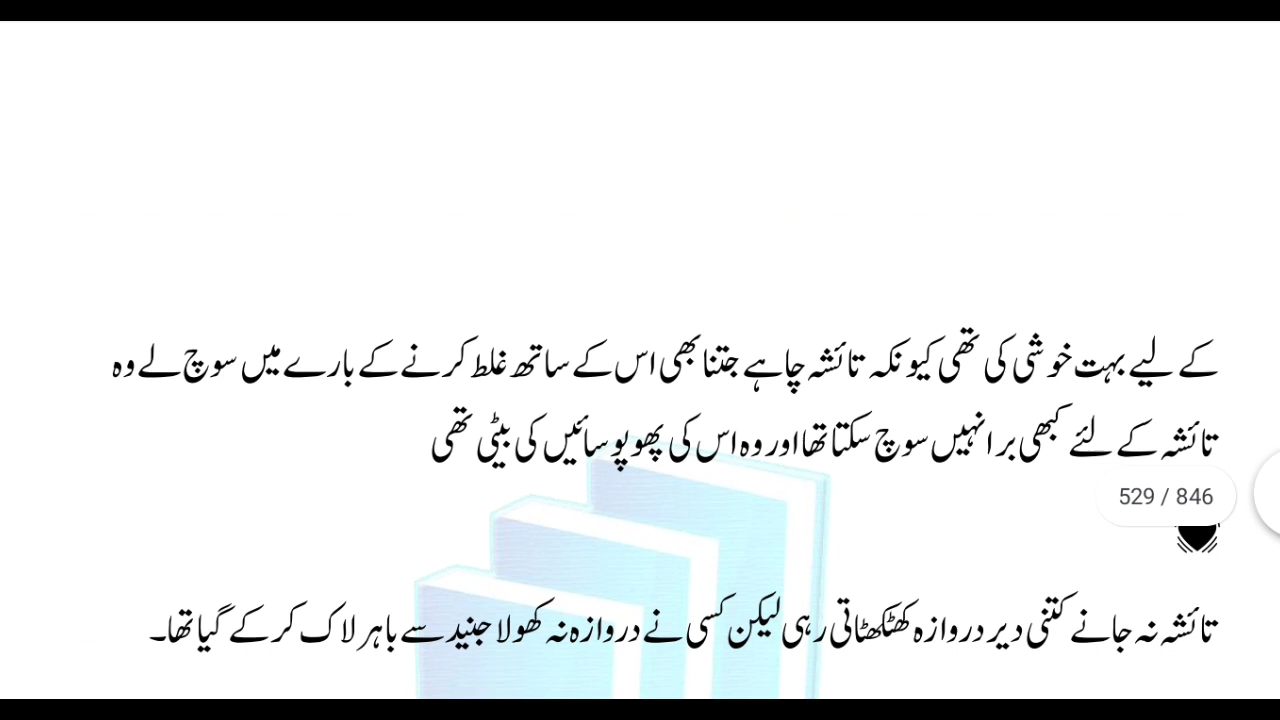 کے لیے بہت خوشی کی تھی کیونکہ تائشہ چاہے جتنا بھی اس کے ساتھ غلط کرنے کے بارے میں سوچ لے وہ
تائشہ کے لئے کبھی برا نہیں سوچ سکتا تھا اور وہ اس کی پھوپو سائیں کی بیٹی تھی
529 / 846
تائشہ نہ جانے کتنی دیر دروازہ کھٹکھٹاتی رہی لیکن کسی نے دروازہ نہ کھولا جنید سے باہر لاک کر کے گیا تھا۔